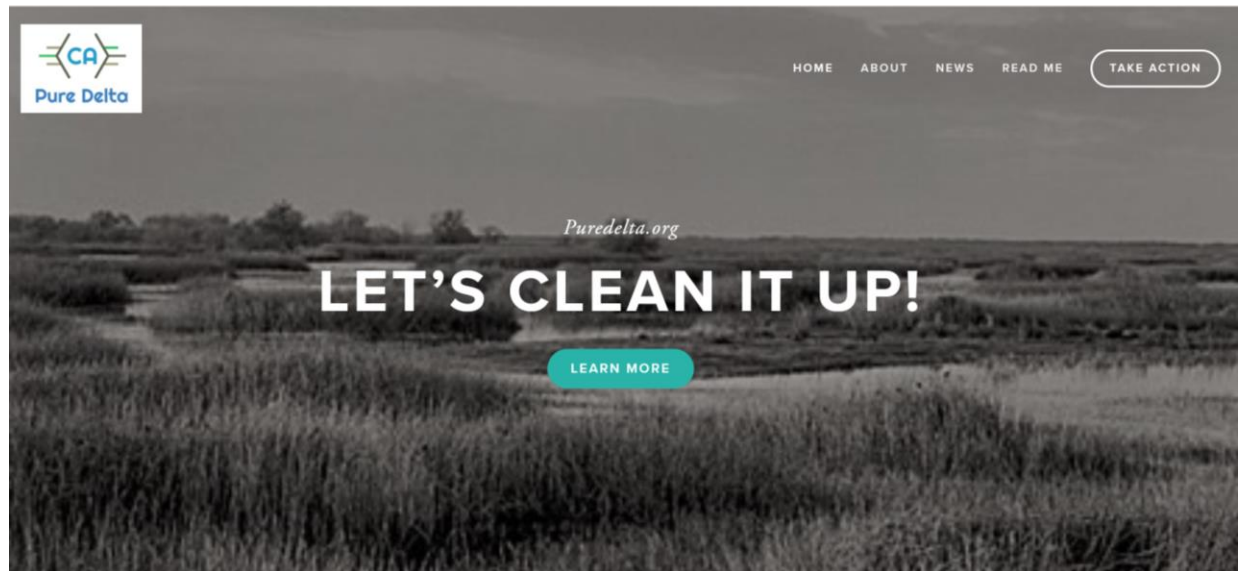 CA
Pure Delta
HOME ABOUT NEWS READ ME TAKE ACTION
Puredelta.org
LET’S CLEAN IT UP!
LEARN MORE